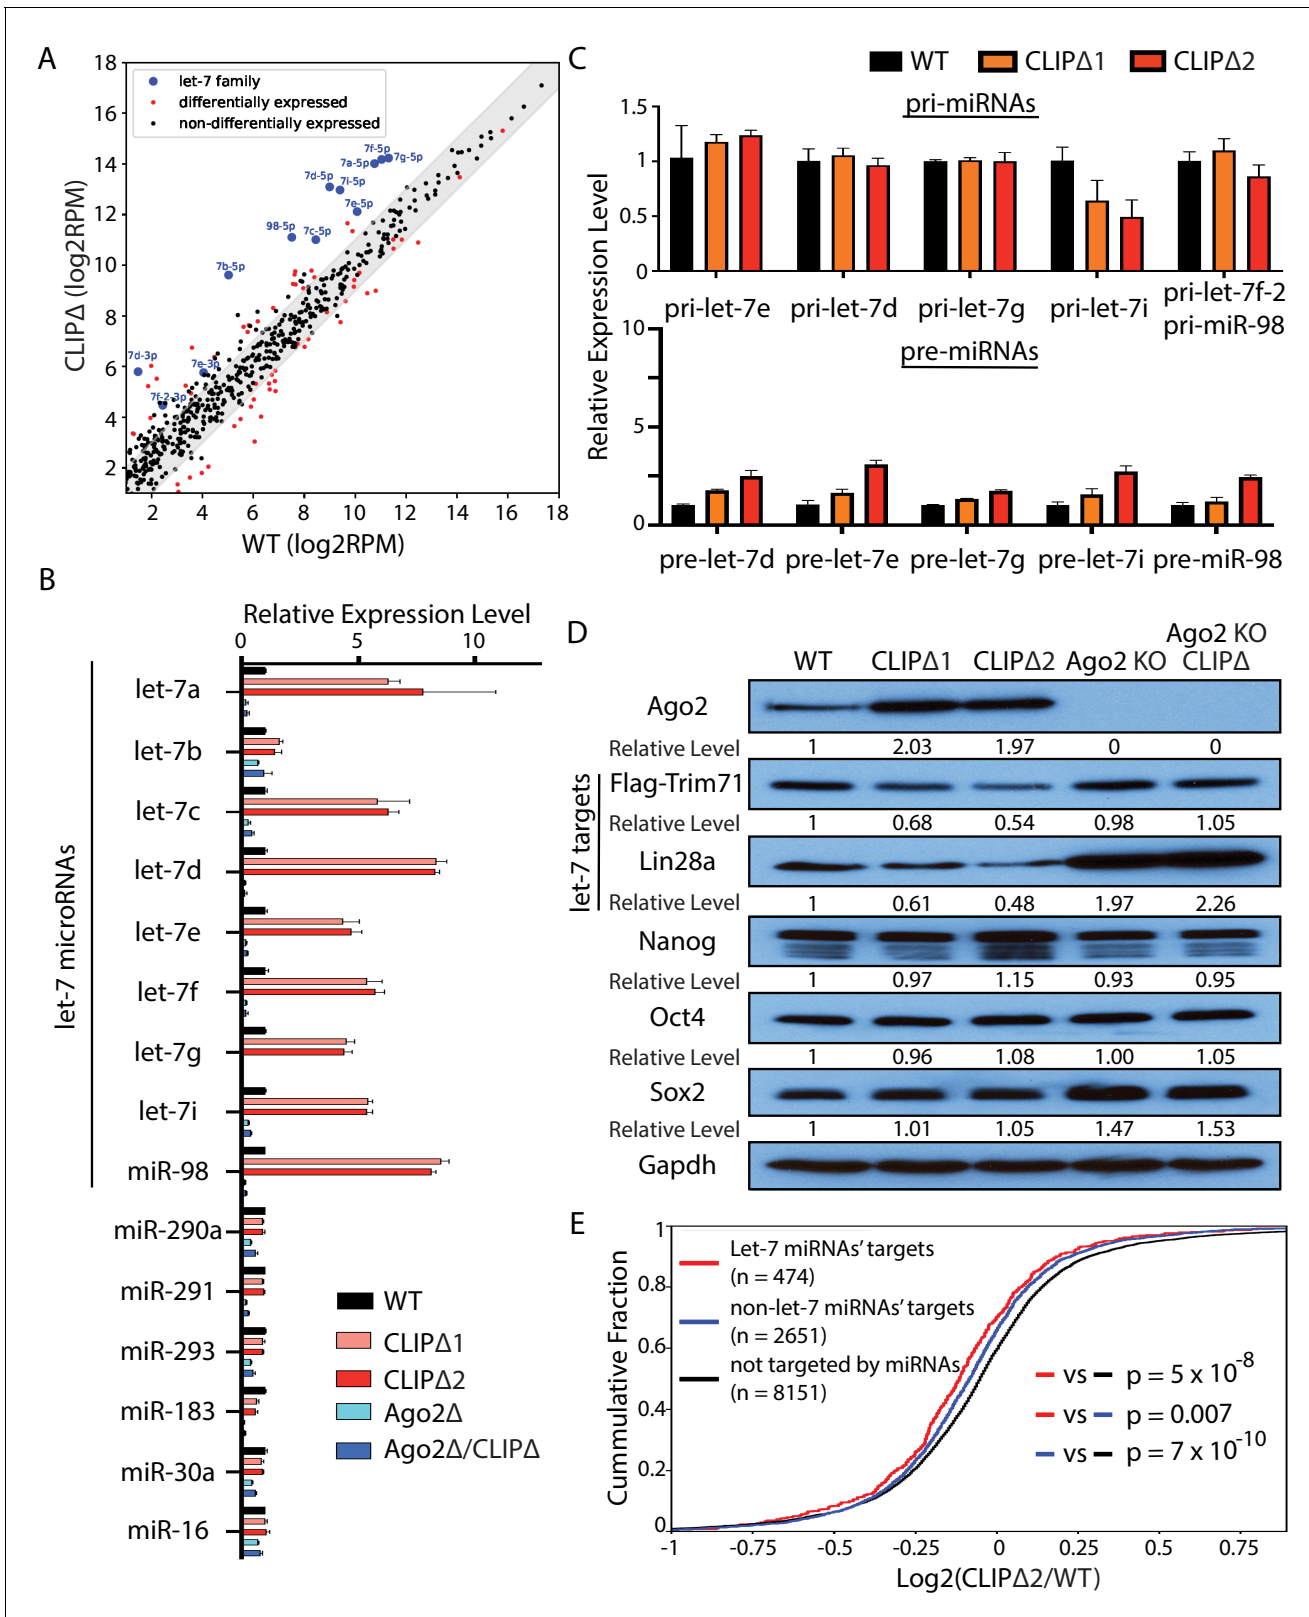 A
18
16
14
12
10
8
6
4
2
CLIPΔ (log2RPM)
let-7 family
differentially expressed
non-differentially expressed
7f-5p
7a-5p
7g-5p
7d-5p
7i-5p
7e-5p
98-5p
7c-5p
7b-5p
7d-3p
7e-3p
7f-2-3p
2 4 6 8 10 12 14 16 18
WT (log2RPM)
C
WT CLIPΔ1 CLIPΔ2
Relative Expression Level
pri-miRNAs
1.5
1
0.5
0
pri-let-7e pri-let-7d pri-let-7g pri-let-7i pri-let-7f-2
pri-miR-98
pre-miRNAs
10
5
0
pre-let-7d pre-let-7e pre-let-7g pre-let-7i pre-miR-98
B
Relative Expression Level
0 5 10
let-7 microRNAs
let-7a
let-7b
let-7c
let-7d
let-7e
let-7f
let-7g
let-7i
miR-98
miR-290a
miR-291
miR-293
miR-183
miR-30a
miR-16
WT
CLIPΔ1
CLIPΔ2
Ago2Δ
Ago2Δ/CLIPΔ
D
WT CLIPΔ1 CLIPΔ2 Ago2 KO Ago2 KO
CLIPΔ
let-7 targets
Ago2
Relative Level 1 2.03 1.97 0 0
Flag-Trim71
Relative Level 1 0.68 0.54 0.98 1.05
Lin28a
Relative Level 1 0.61 0.48 1.97 2.26
Nanog
Relative Level 1 0.97 1.15 0.93 0.95
Oct4
Relative Level 1 0.96 1.08 1.00 1.05
Sox2
Relative Level 1 1.01 1.05 1.47 1.53
Gapdh
E
Cummulative Fraction
1
0.8
0.6
0.4
0.2
0
Let-7 miRNAs' targets
(n = 474)
non-let-7 miRNAs' targets
(n = 2651)
not targeted by miRNAs
(n = 8151)
vs p = 5 x 10⁻⁸
vs p = 0.007
vs p = 7 x 10⁻¹⁰
-1 -0.75 -0.5 -0.25 0 0.25 0.5 0.75
Log2(CLIPΔ2/WT)